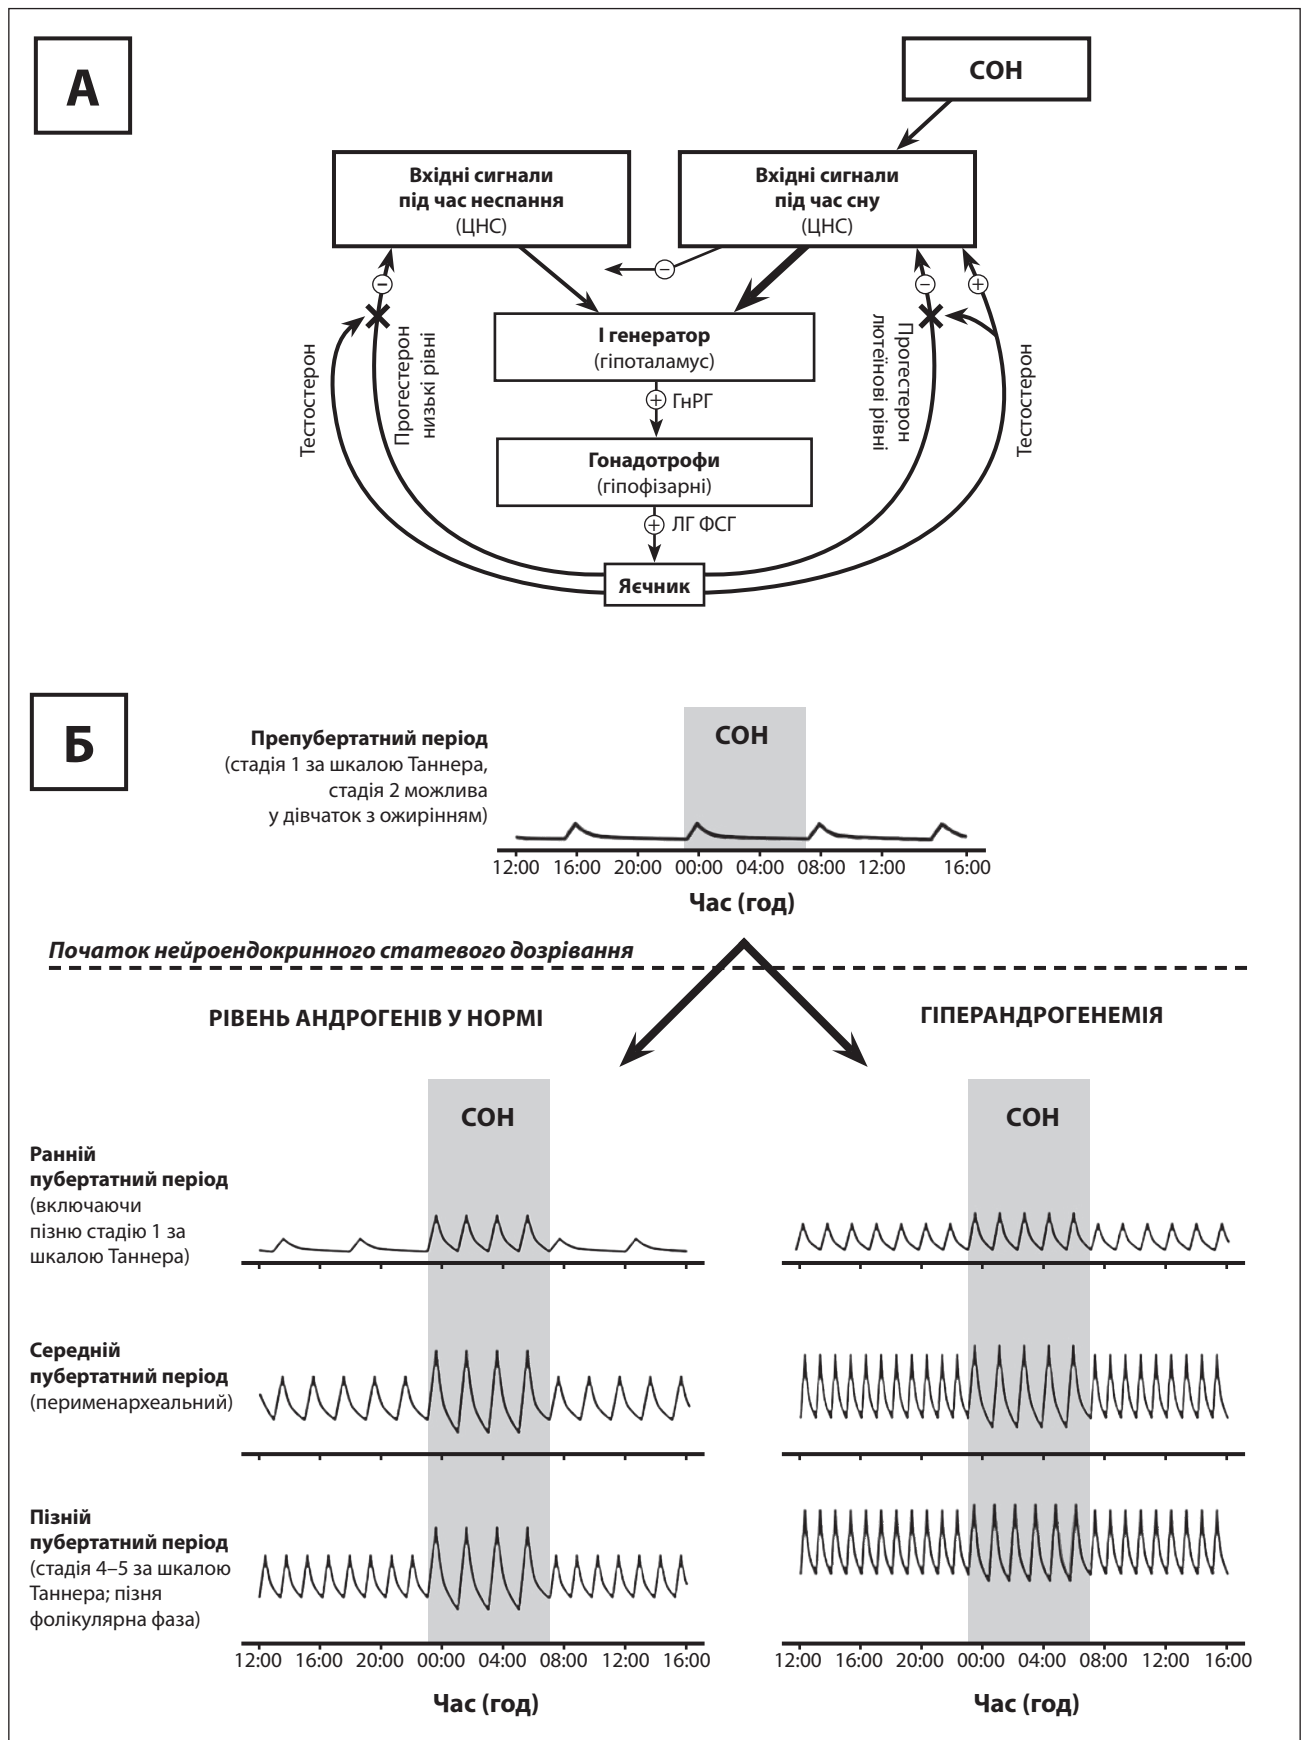 А
СОН
Вхідні сигнали
під час неспання
(ЦНС)
Вхідні сигнали
під час сну
(ЦНС)
−
−
−
+
І генератор
(гіпоталамус)
Тестостерон
Прогестерон
низькі рівні
Прогестерон
лютеїнові рівні
Тестостерон
+ ГнРГ
Гонадотрофи
(гіпофізарні)
+ ЛГ ФСГ
Яєчник
Б
Препубертатний період
(стадія 1 за шкалою Таннера,
стадія 2 можлива
у дівчаток з ожирінням)
СОН
12:00 16:00 20:00 00:00 04:00 08:00 12:00 16:00
Час (год)
Початок нейроендокринного статевого дозрівання
РІВЕНЬ АНДРОГЕНІВ У НОРМІ
ГІПЕРАНДРОГЕНЕМІЯ
СОН
СОН
Ранній
пубертатний період
(включаючи
пізню стадію 1 за
шкалою Таннера)
Середній
пубертатний період
(перименархеальний)
Пізній
пубертатний період
(стадія 4–5 за шкалою
Таннера; пізня
фолікулярна фаза)
12:00 16:00 20:00 00:00 04:00 08:00 12:00 16:00
12:00 16:00 20:00 00:00 04:00 08:00 12:00 16:00
Час (год)
Час (год)